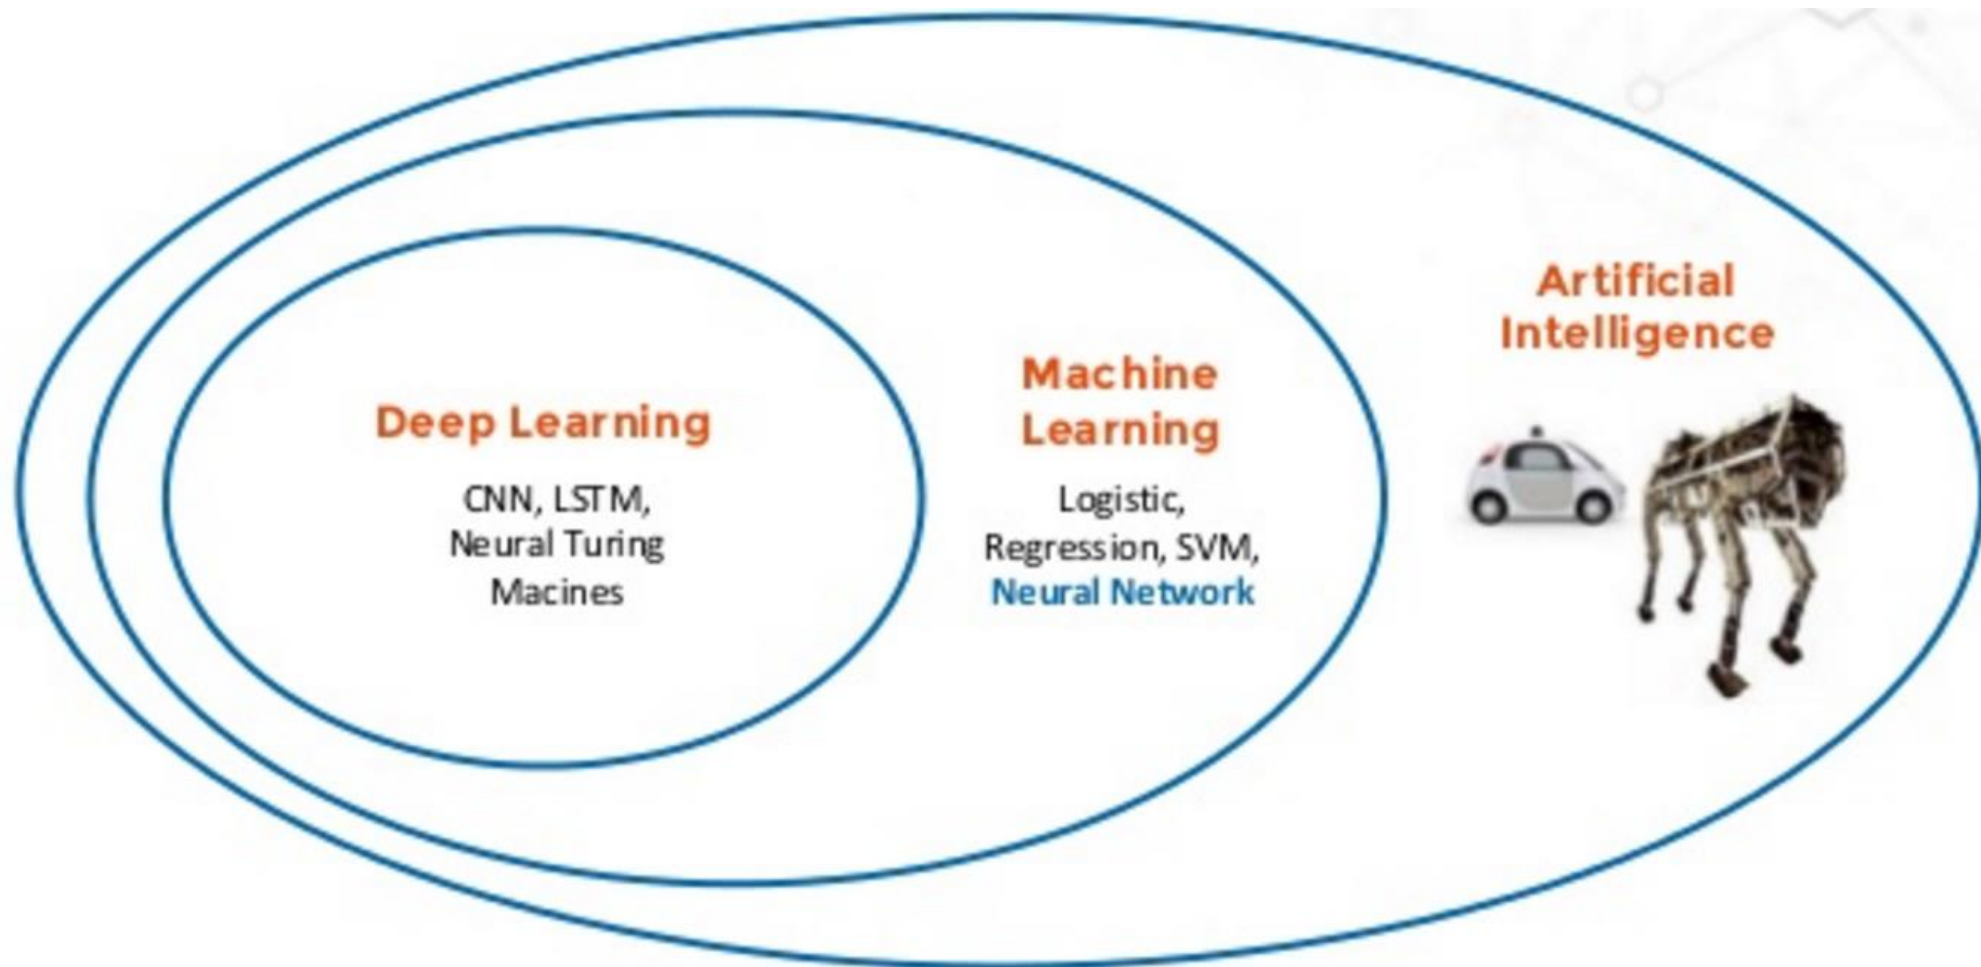 Deep Learning
CNN, LSTM,
Neural Turing
Macines
Machine
Learning
Logistic,
Regression, SVM,
Neural Network
Artificial
Intelligence